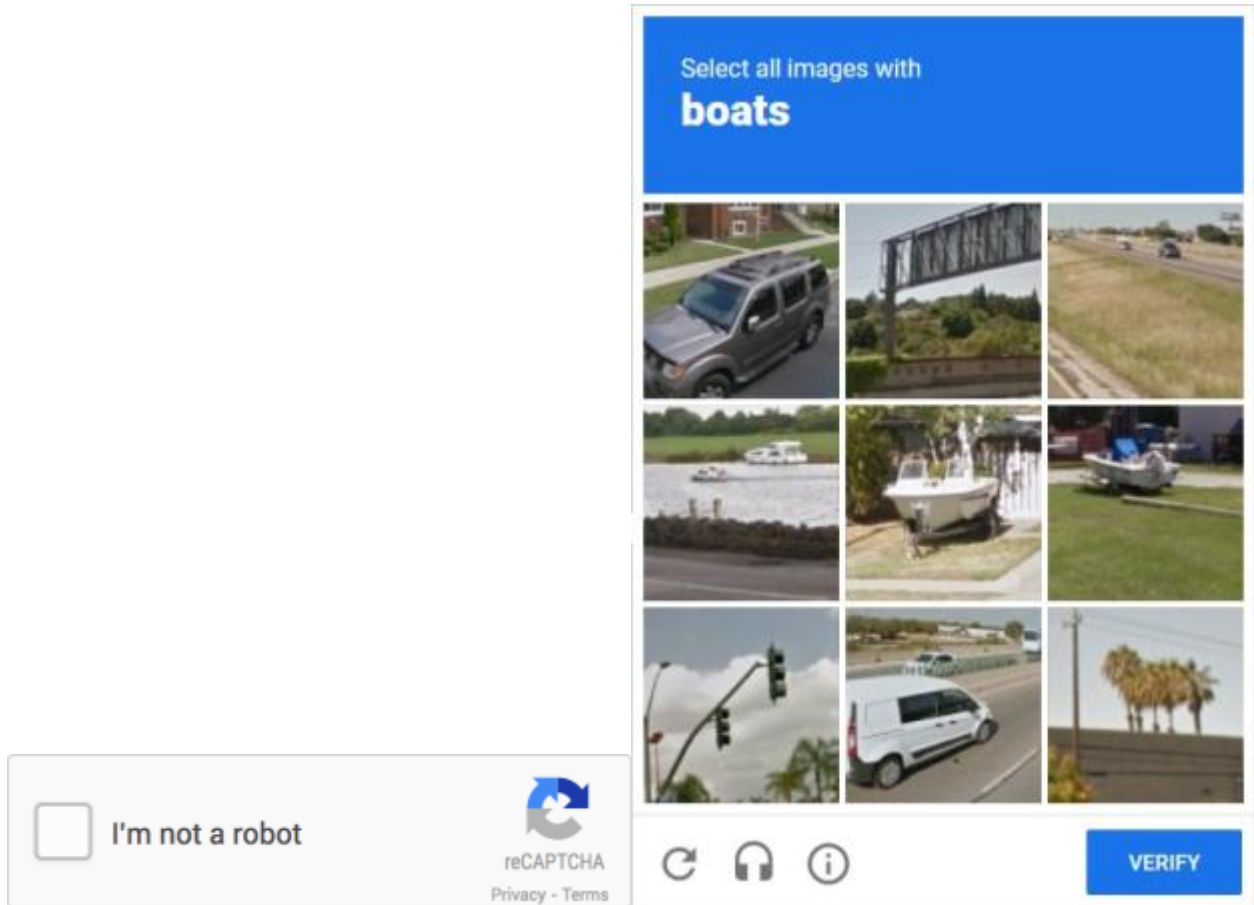 Select all images with
boats
I'm not a robot
reCAPTCHA
Privacy - Terms
VERIFY